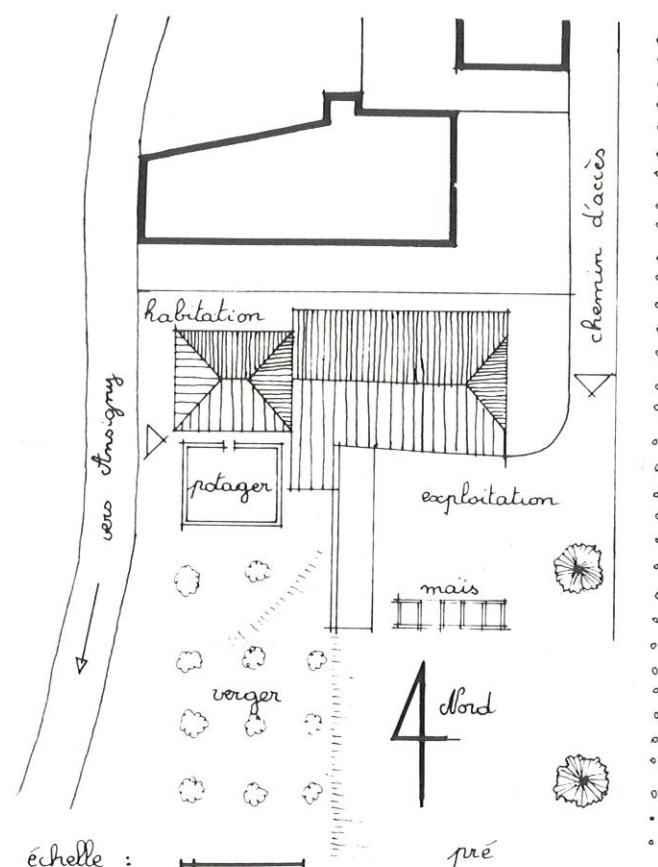 chemin d'accès
habitation
vers Ansigny
potager
exploitation
maïs
verger
Nord
échelle :
pré